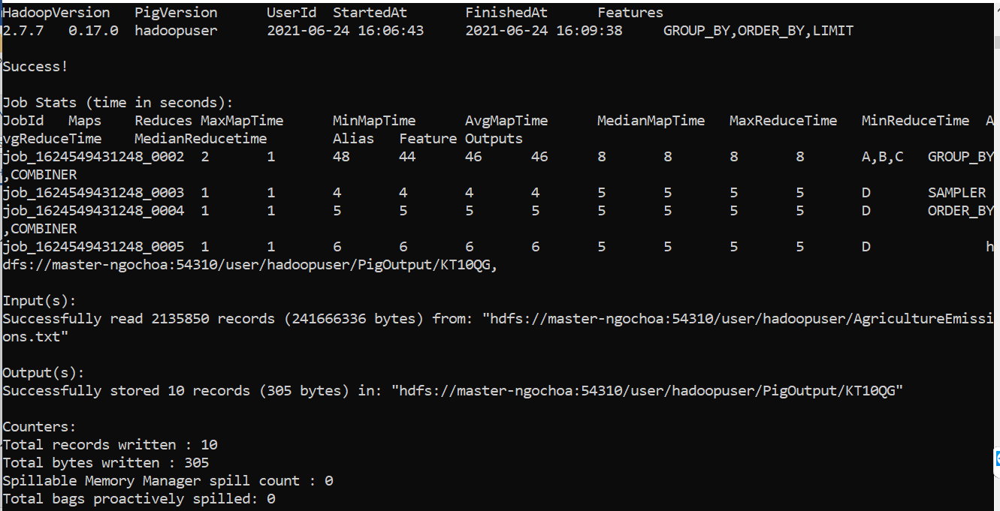 HadoopVersion PigVersion UserId StartedAt FinishedAt Features
2.7.7 0.17.0 hadoopuser 2021-06-24 16:06:43 2021-06-24 16:09:38 GROUP_BY,ORDER_BY,LIMIT
Success!
Job Stats (time in seconds):
JobId Maps Reduces MaxMapTime MinMapTime AvgMapTime MedianMapTime MaxReduceTime MinReduceTime A
vgReduceTime MedianReducetime Alias Feature Outputs
job_1624549431248_0002 2 1 48 44 46 46 8 8 8 8 A,B,C GROUP_BY
,COMBINER
job_1624549431248_0003 1 1 4 4 4 4 5 5 5 5 D SAMPLER
job_1624549431248_0004 1 1 5 5 5 5 5 5 5 5 D ORDER_BY
,COMBINER
job_1624549431248_0005 1 1 6 6 6 6 5 5 5 5 D h
dfs://master-ngochoa:54310/user/hadoopuser/PigOutput/KT10QG,
Input(s):
Successfully read 2135850 records (241666336 bytes) from: "hdfs://master-ngochoa:54310/user/hadoopuser/AgricultureEmissi
ons.txt"
Output(s):
Successfully stored 10 records (305 bytes) in: "hdfs://master-ngochoa:54310/user/hadoopuser/PigOutput/KT10QG"
Counters:
Total records written : 10
Total bytes written : 305
Spillable Memory Manager spill count : 0
Total bags proactively spilled: 0